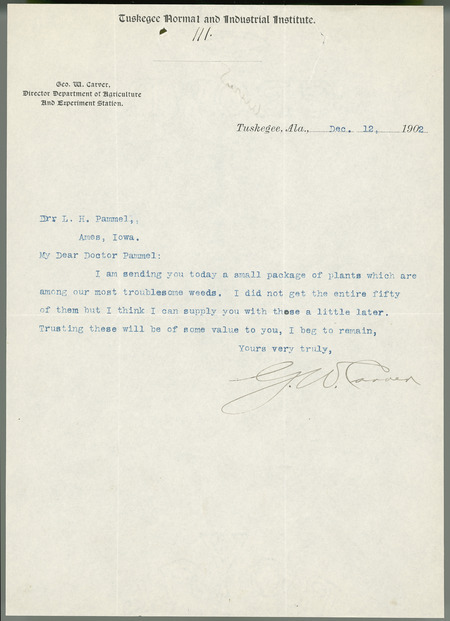 Tuskegee Normal and Industrial Institute.
Geo. W. Carver,
Director Department of Agriculture
And Experiment Station.
Tuskegee, Ala., Dec. 12, 1902
Drr L. H. Pammel,,
Ames, Iowa.
My Dear Doctor Pammel:
I am sending you today a small package of plants which are
among our most troublesome weeds. I did not get the entire fifty
of them but I think I can supply you with these a little later.
Trusting these will be of some value to you, I beg to remain,
Yours very truly,
G. W. Carver